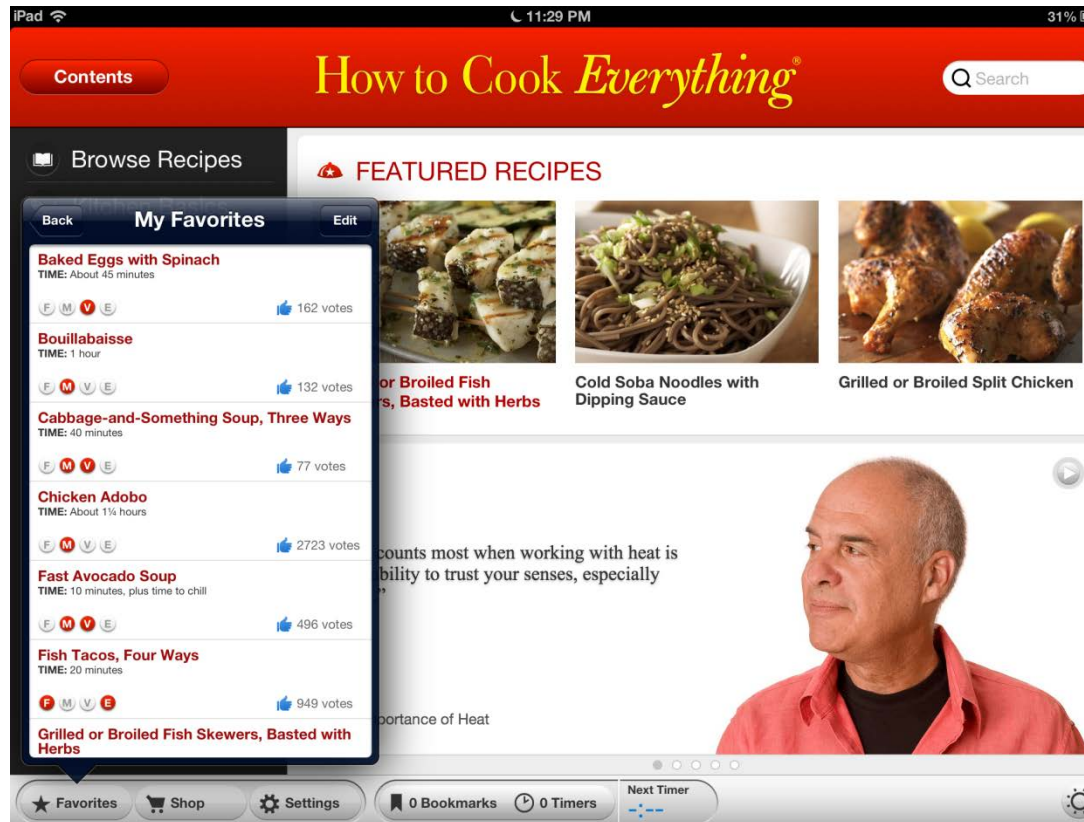 iPad 11:29 PM 31%
Contents
How to Cook Everything®
Search
Browse Recipes
FEATURED RECIPES
Back My Favorites Edit
Baked Eggs with Spinach
TIME: About 45 minutes
F M V E 162 votes
Bouillabaisse
TIME: 1 hour
F M V E 132 votes
Cabbage-and-Something Soup, Three Ways
TIME: 40 minutes
F M V E 77 votes
Chicken Adobo
TIME: About 1¼ hours
F M V E 2723 votes
Fast Avocado Soup
TIME: 10 minutes, plus time to chill
F M V E 496 votes
Fish Tacos, Four Ways
TIME: 20 minutes
F M V E 949 votes
Grilled or Broiled Fish Skewers, Basted with
Herbs
or Broiled Fish
rs, Basted with Herbs
Cold Soba Noodles with
Dipping Sauce
Grilled or Broiled Split Chicken
counts most when working with heat is
bility to trust your senses, especially
”
portance of Heat
Favorites Shop Settings 0 Bookmarks 0 Timers Next Timer
-:--